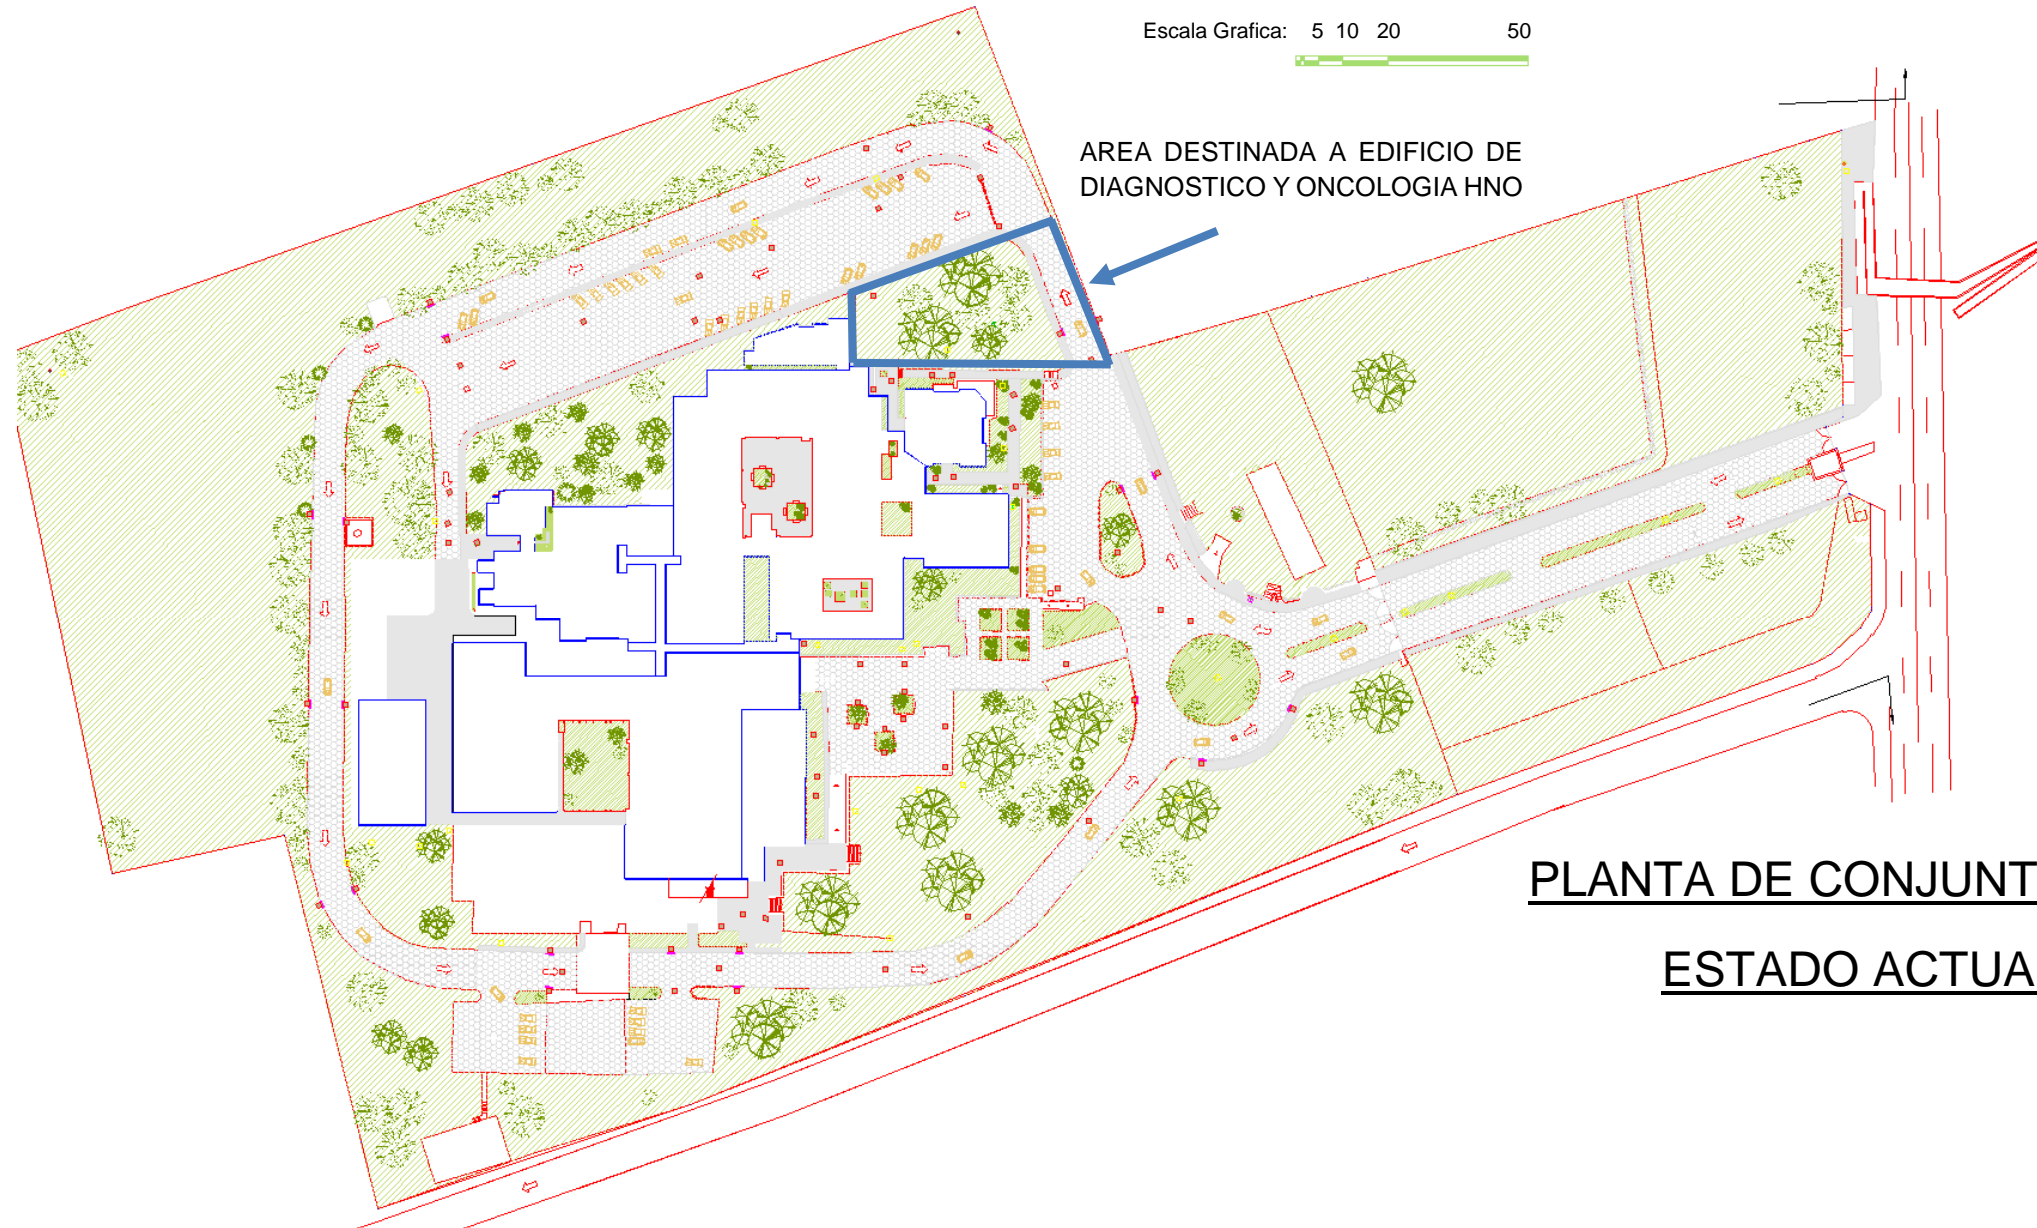 Escala Grafica: 5 10 20 50
AREA DESTINADA A EDIFICIO DE
DIAGNOSTICO Y ONCOLOGIA HNO
PLANTA DE CONJUNT
ESTADO ACTUA